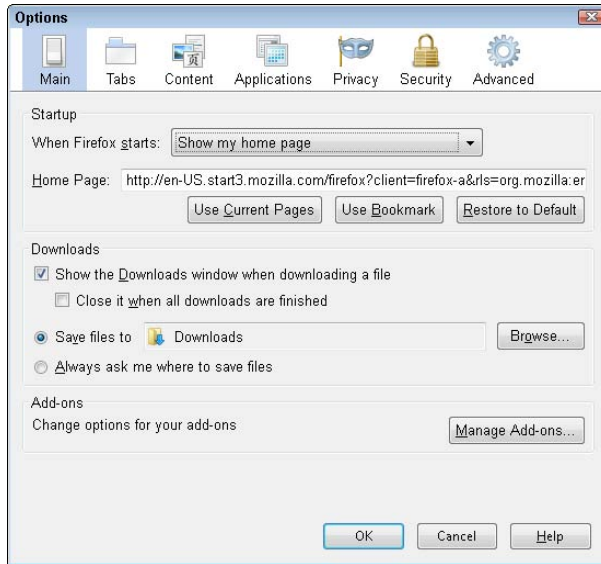 Options
Main Tabs Content Applications Privacy Security Advanced
Startup
When Firefox starts: Show my home page
Home Page: http://en-US.start3.mozilla.com/firefox?client=firefox-a&rls=org.mozilla:er
Use Current Pages Use Bookmark Restore to Default
Downloads
Show the Downloads window when downloading a file
Close it when all downloads are finished
Save files to Downloads Browse...
Always ask me where to save files
Add-ons
Change options for your add-ons
Manage Add-ons...
OK Cancel Help